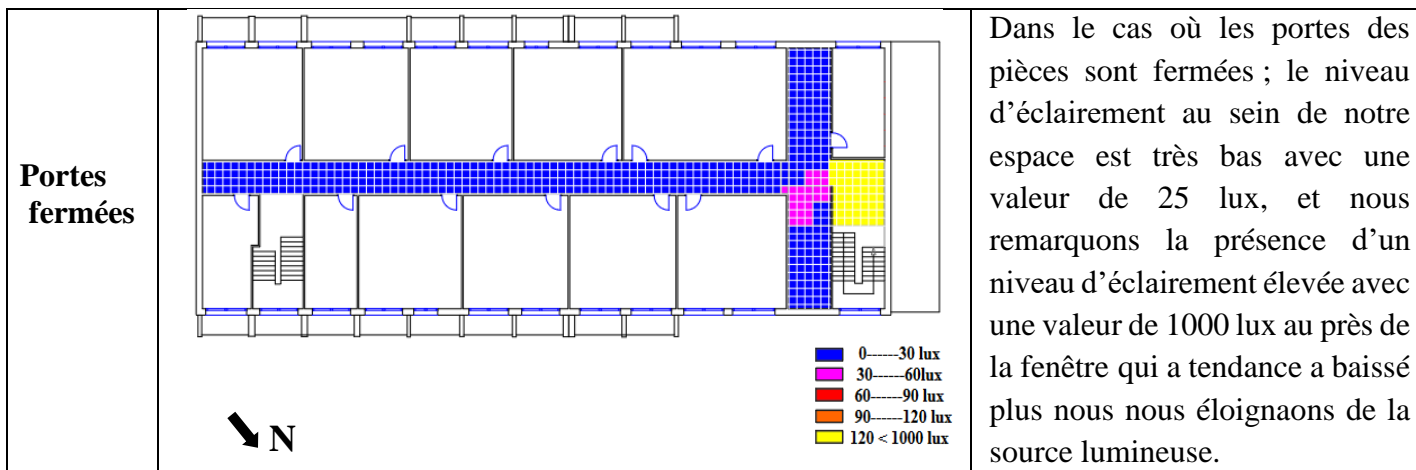 Portes
fermées
0------30 lux
30------60lux
60------90 lux
90------120 lux
120 < 1000 lux
N
Dans le cas où les portes des
pièces sont fermées ; le niveau
d’éclairement au sein de notre
espace est très bas avec une
valeur de 25 lux, et nous
remarquons la présence d’un
niveau d’éclairement élevée avec
une valeur de 1000 lux au près de
la fenêtre qui a tendance a baissé
plus nous nous éloignaons de la
source lumineuse.